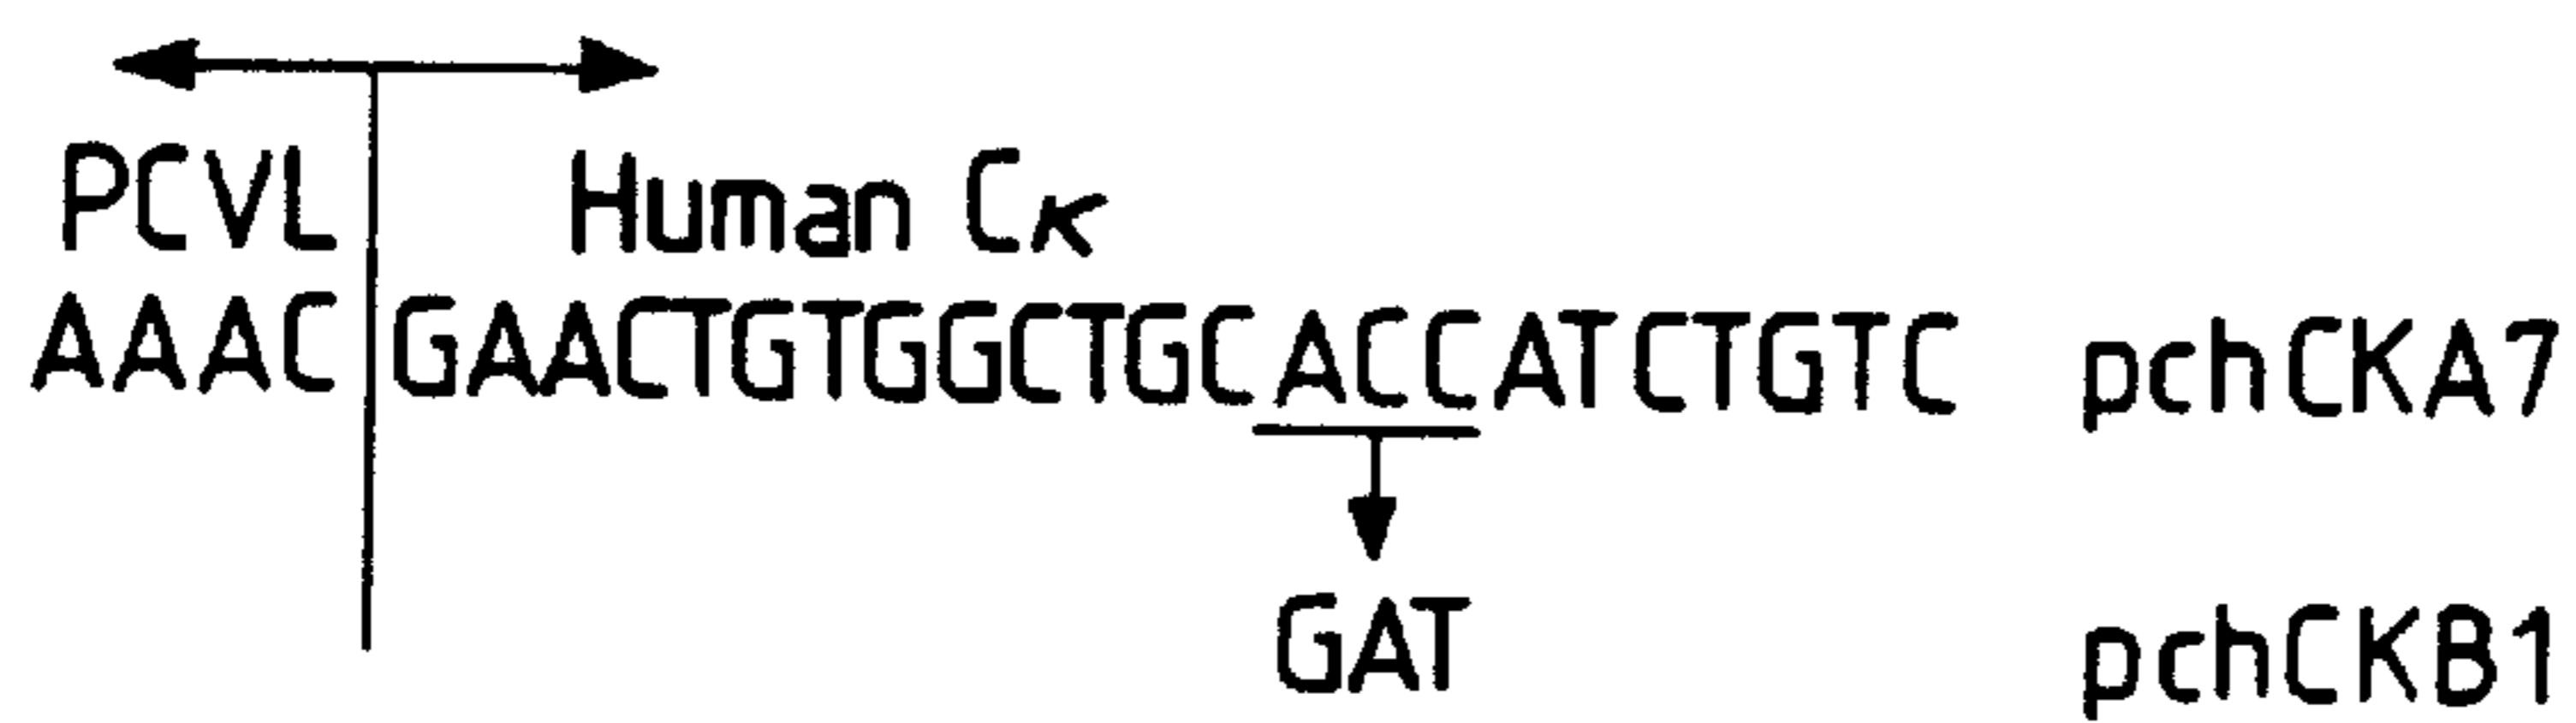 PCVL Human Cκ
AAAC GAACTGTGGCTGCACCATCTGTC pchCKA7
GAT pchCKB1